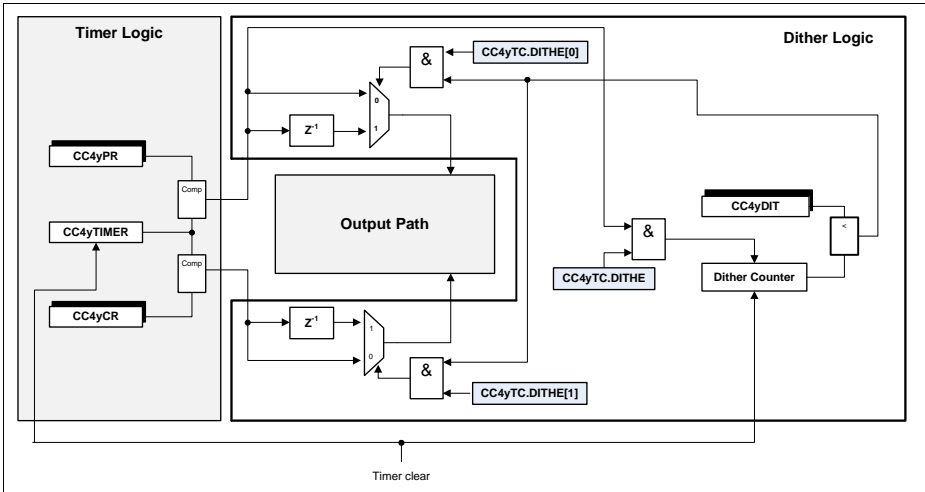 Timer Logic
Dither Logic
CC4yTC.DITHE[0]
&
0
1
Z-1
CC4yPR
Comp
CC4yTIMER
Comp
CC4yCR
Output Path
CC4yDIT
<
&
CC4yTC.DITHE
Dither Counter
Z-1
1
0
&
CC4yTC.DITHE[1]
Timer clear